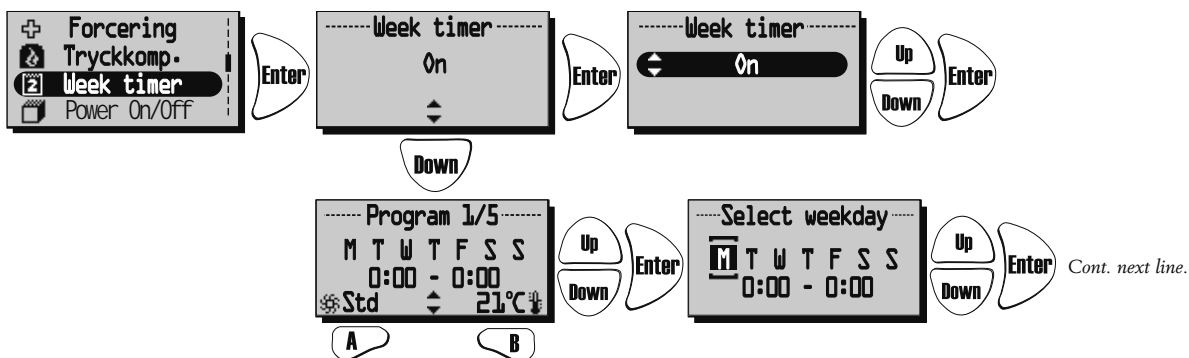 Forcering
Tryckkomp.
2 Week timer
Power On/Off
Enter
Week timer
On
Enter
Week timer
On
Up
Down
Enter
Down
Program 1/5
M T W T F S S
0:00 - 0:00
Std 21°C
A
B
Up
Down
Enter
Select weekday
M T W T F S S
0:00 - 0:00
Up
Down
Enter
Cont. next line.